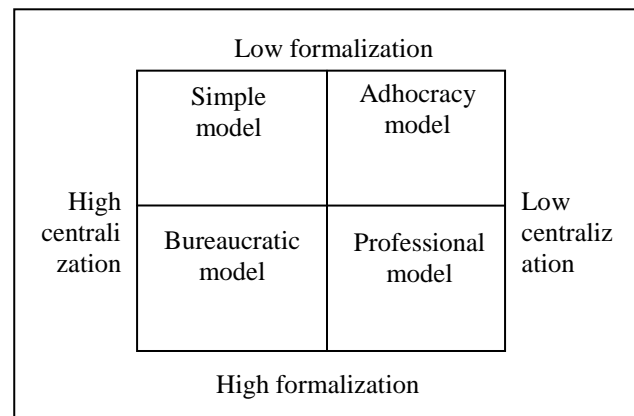 Low formalization
Simple
model
Adhocracy
model
High
centrali
zation
Low
centraliz
ation
Bureaucratic
model
Professional
model
High formalization